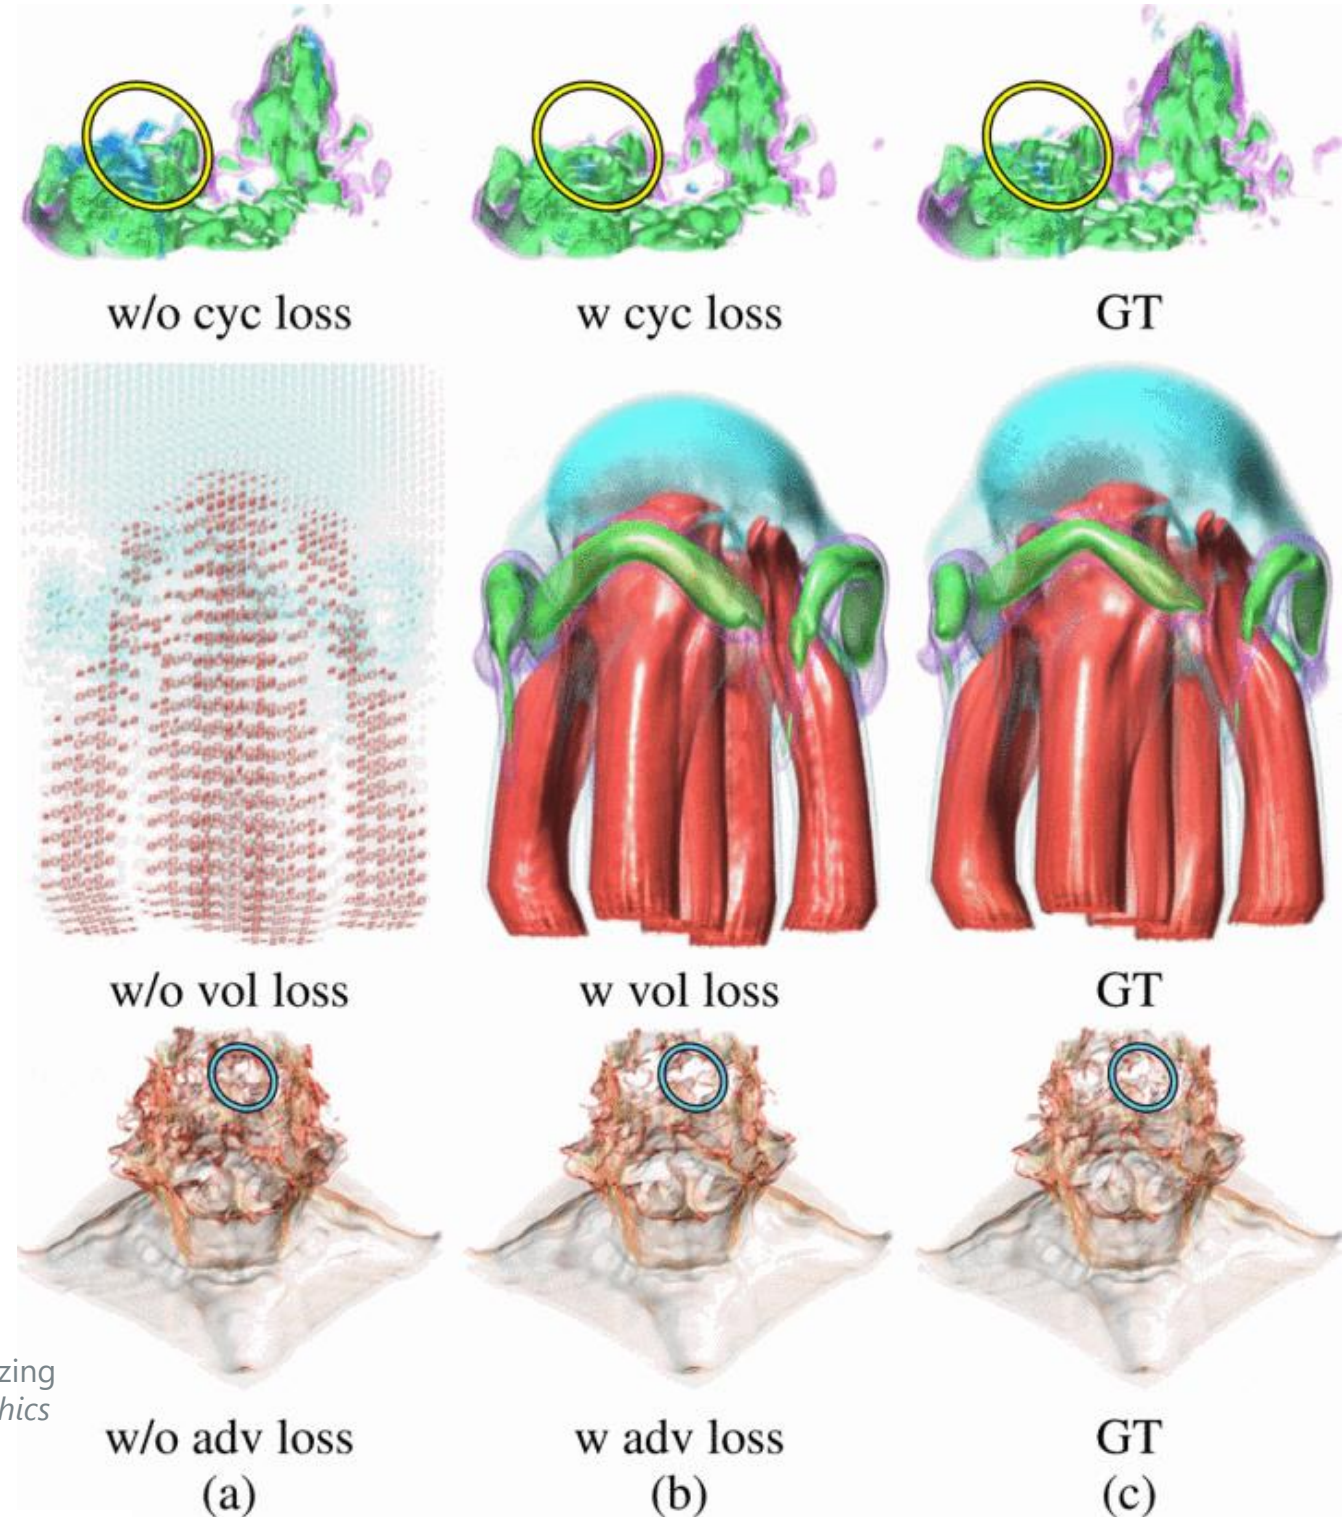 w/o cyc loss w cyc loss GT
w/o vol loss w vol loss GT
zing
hics
w/o adv loss w adv loss GT
(a) (b) (c)